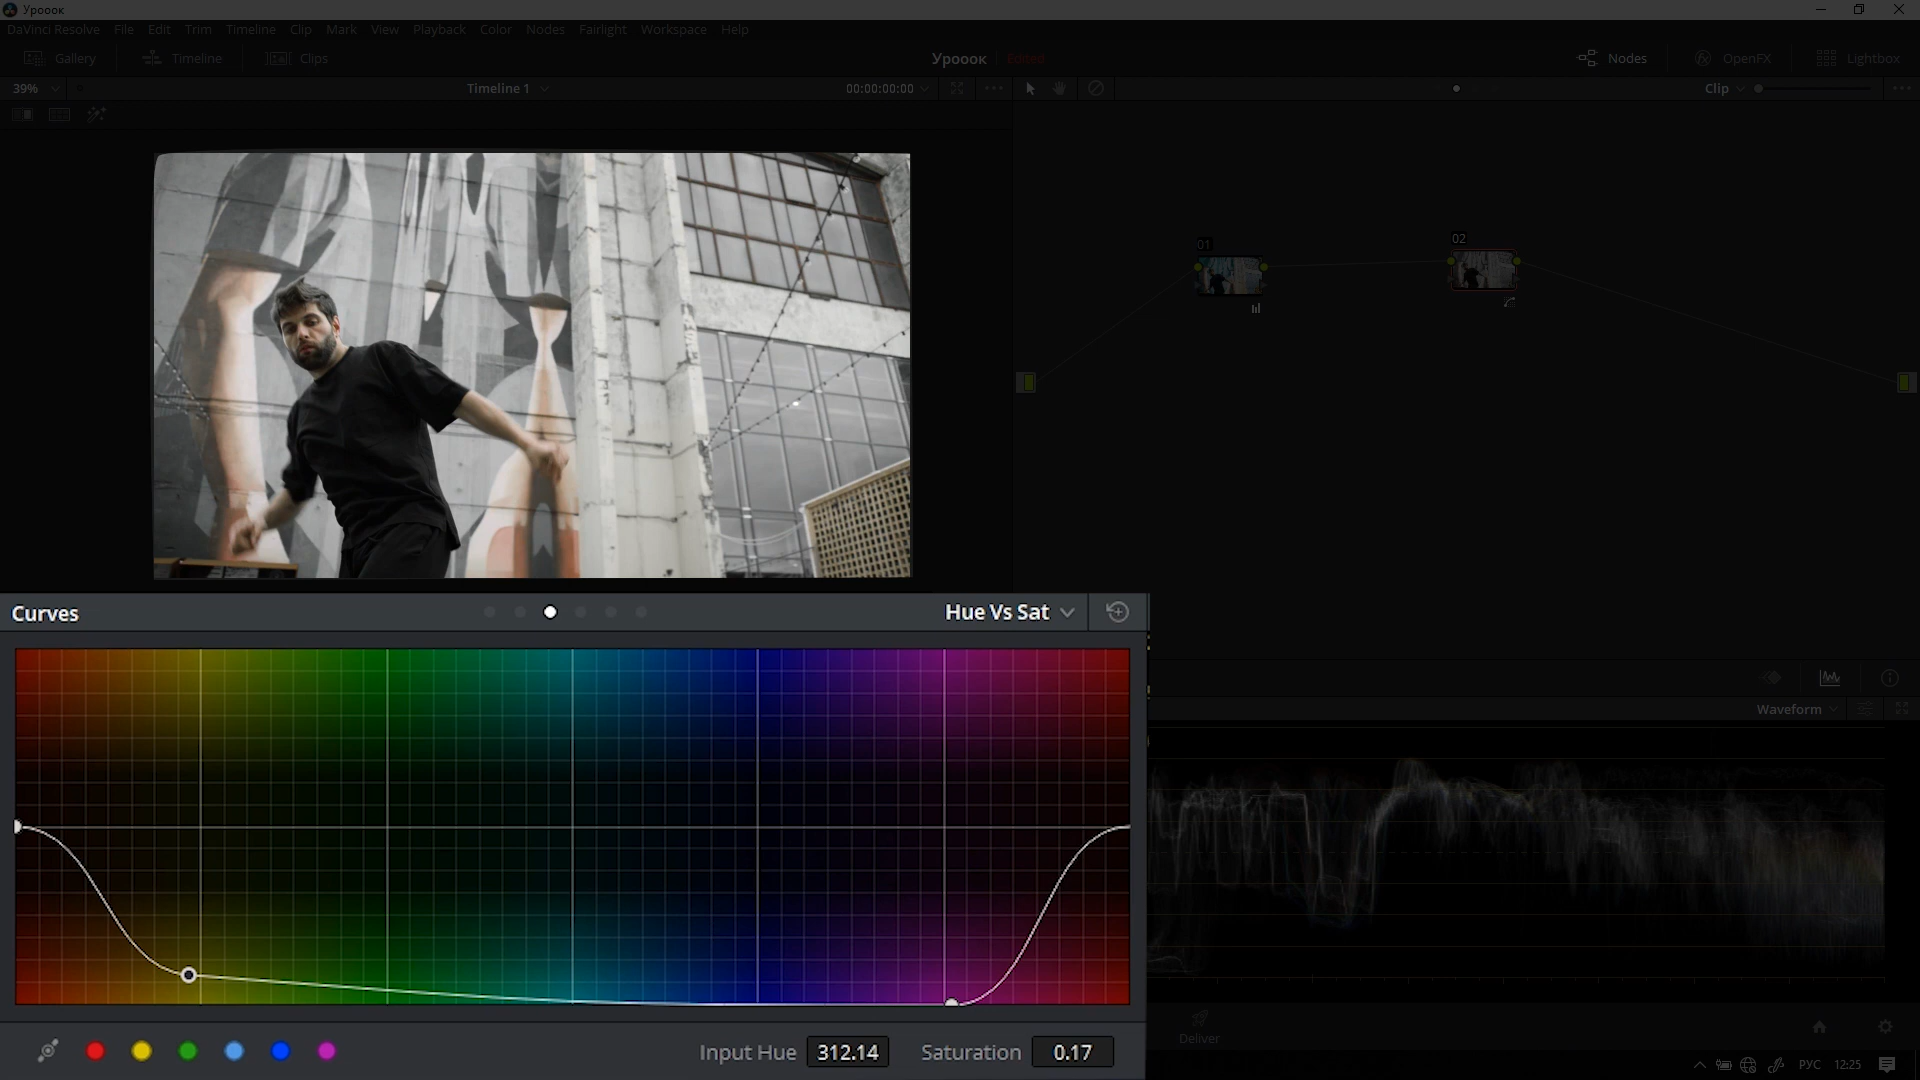 Урооок
DaVinci Resolve File Edit Trim Timeline Clip Mark View Playback Color Nodes Fairlight Workspace Help
Gallery Timeline Clips Урооок Edited Nodes OpenFX Lightbox
39% Timeline 1 00:00:00:00 Clip
01
02
Curves Hue Vs Sat
Waveform
Input Hue 312.14 Saturation 0.17
Deliver
РУС 12:25